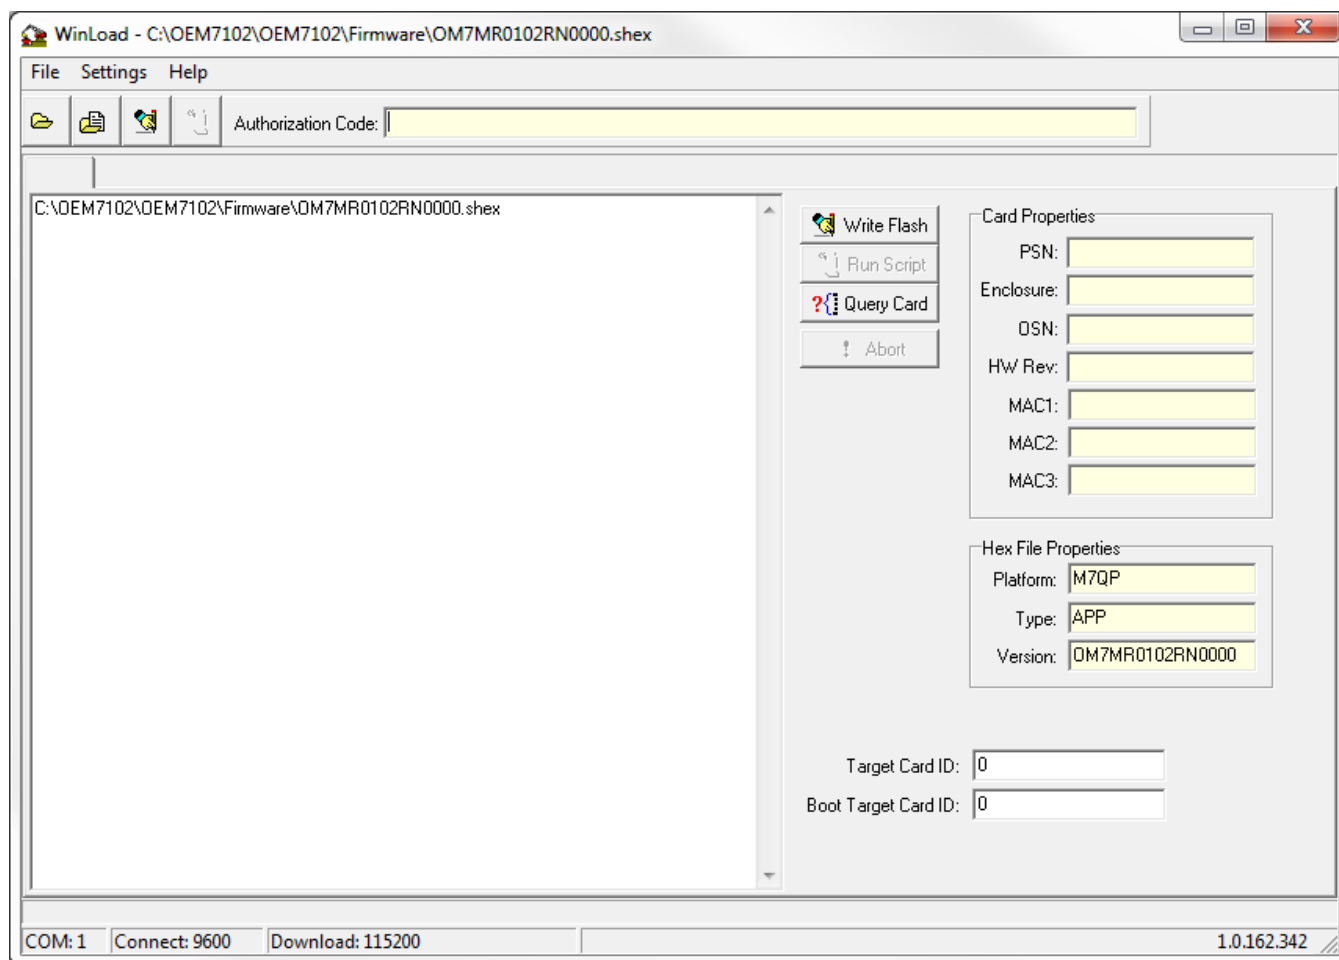 WinLoad - C:\OEM7102\OEM7102\Firmware\OM7MR0102RN0000.shex
File Settings Help
Authorization Code:
C:\OEM7102\OEM7102\Firmware\OM7MR0102RN0000.shex
Write Flash
Run Script
?{ Query Card
! Abort
Card Properties
PSN:
Enclosure:
OSN:
HW Rev:
MAC1:
MAC2:
MAC3:
Hex File Properties
Platform: M7QP
Type: APP
Version: OM7MR0102RN0000
Target Card ID: 0
Boot Target Card ID: 0
COM: 1 Connect: 9600 Download: 115200 1.0.162.342